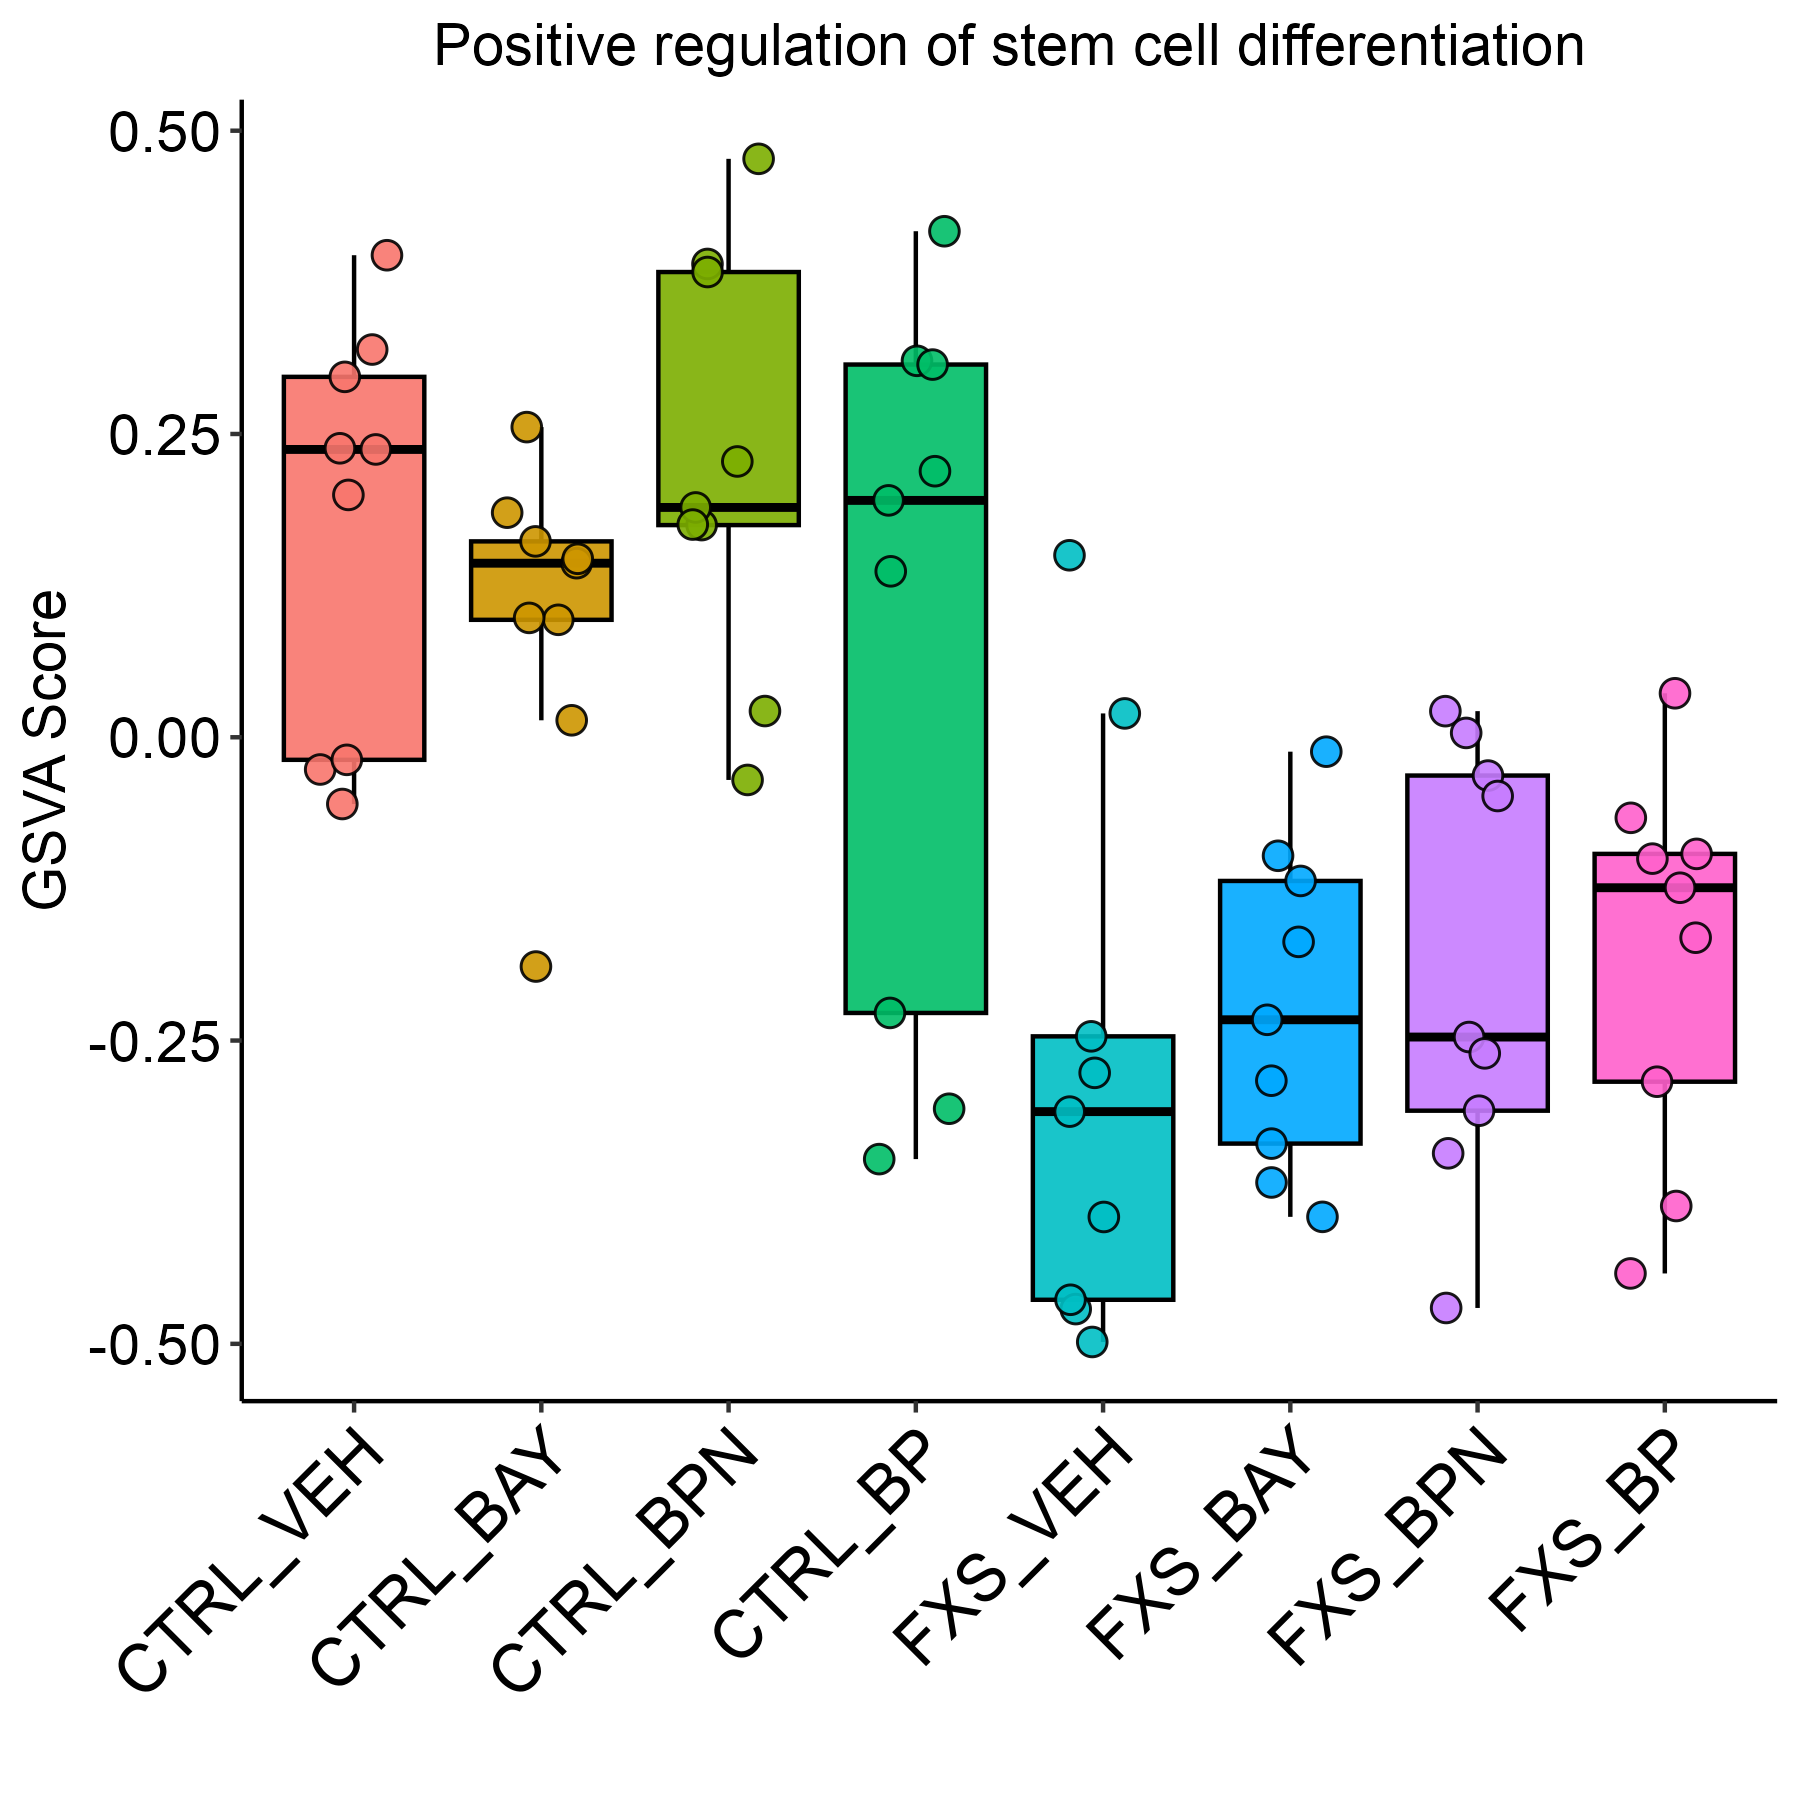 Positive regulation of stem cell differentiation
GSVA Score
0.50
0.25
0.00
-0.25
-0.50
CTRL_VEH
CTRL_BAY
CTRL_BPN
CTRL_BP
FXS_VEH
FXS_BAY
FXS_BPN
FXS_BP